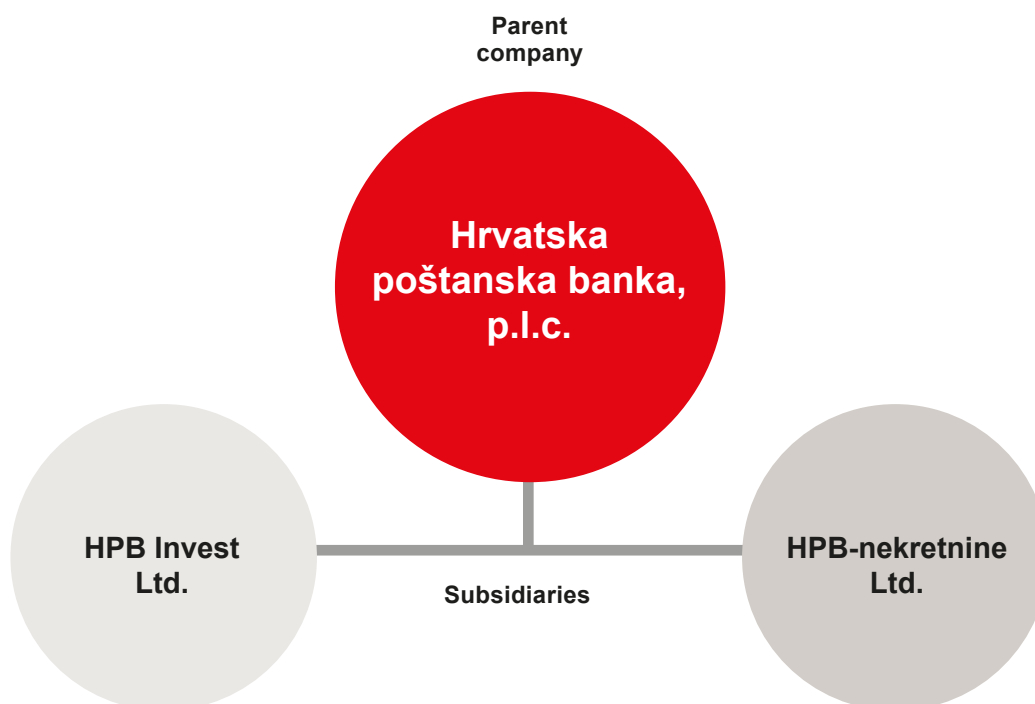 Parent
company
Hrvatska
poštanska banka,
p.l.c.
HPB Invest
Ltd.
HPB-nekretnine
Ltd.
Subsidiaries